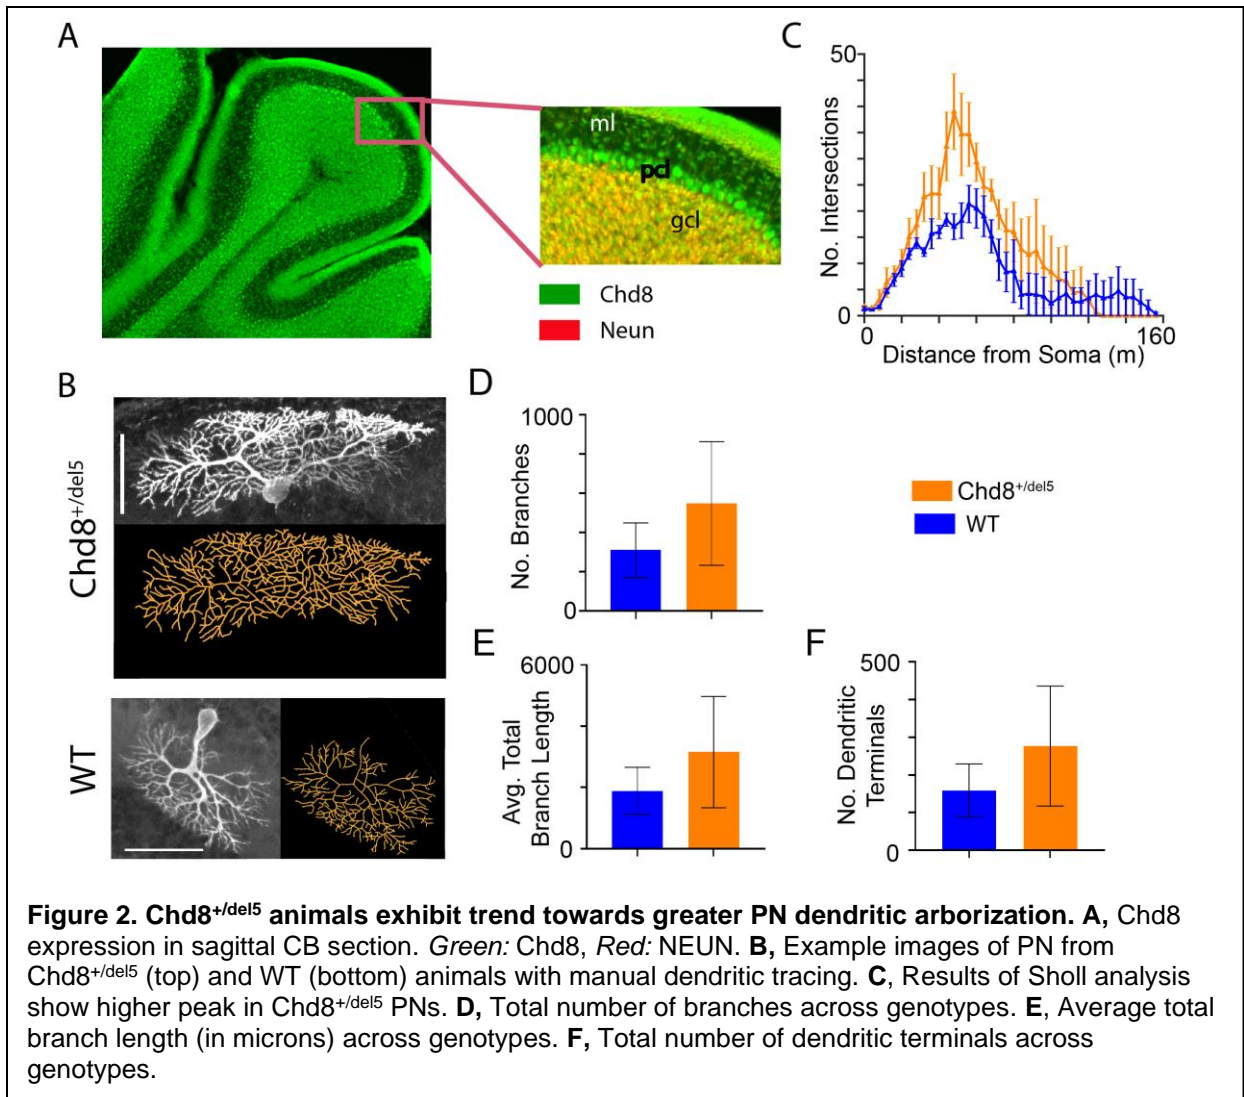 A
ml
pcl
gcl
Chd8
Neun
C
50
No. Intersections
0
0
160
Distance from Soma (m)
B
Chd8+/del5
WT
D
1000
No. Branches
0
Chd8+/del5
WT
E
6000
Avg. Total
Branch Length
0
F
500
No. Dendritic
Terminals
0
Figure 2. Chd8+/del5 animals exhibit trend towards greater PN dendritic arborization. A, Chd8
expression in sagittal CB section. Green: Chd8, Red: NEUN. B, Example images of PN from
Chd8+/del5 (top) and WT (bottom) animals with manual dendritic tracing. C, Results of Sholl analysis
show higher peak in Chd8+/del5 PNs. D, Total number of branches across genotypes. E, Average total
branch length (in microns) across genotypes. F, Total number of dendritic terminals across
genotypes.